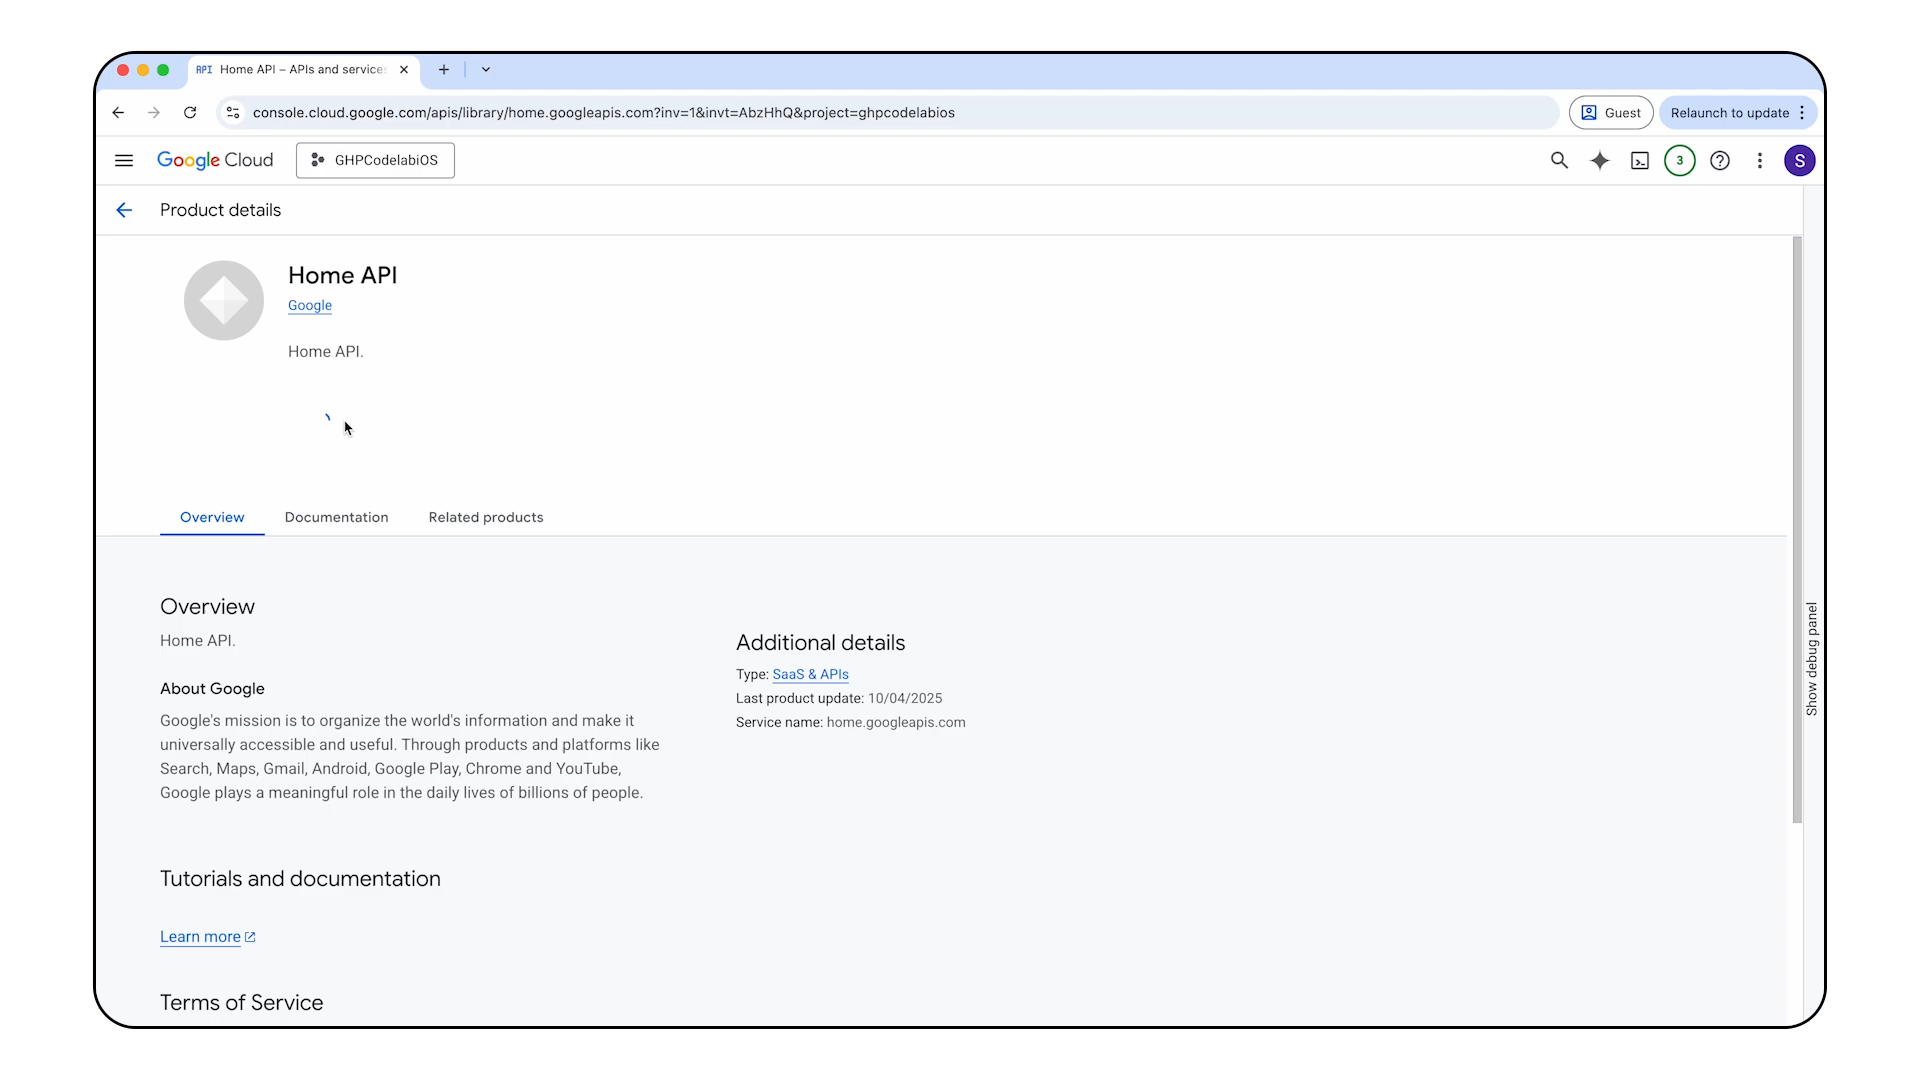 API Home API – APIs and services
console.cloud.google.com/apis/library/home.googleapis.com?inv=1&invt=AbzHhQ&project=ghpcodelabios
Guest
Relaunch to update
Google Cloud
GHPCodelabiOS
3
S
Product details
Home API
Google
Home API.
Overview
Documentation
Related products
Overview
Home API.
About Google
Google's mission is to organize the world's information and make it
universally accessible and useful. Through products and platforms like
Search, Maps, Gmail, Android, Google Play, Chrome and YouTube,
Google plays a meaningful role in the daily lives of billions of people.
Additional details
Type: SaaS & APIs
Last product update: 10/04/2025
Service name: home.googleapis.com
Show debug panel
Tutorials and documentation
Learn more
Terms of Service